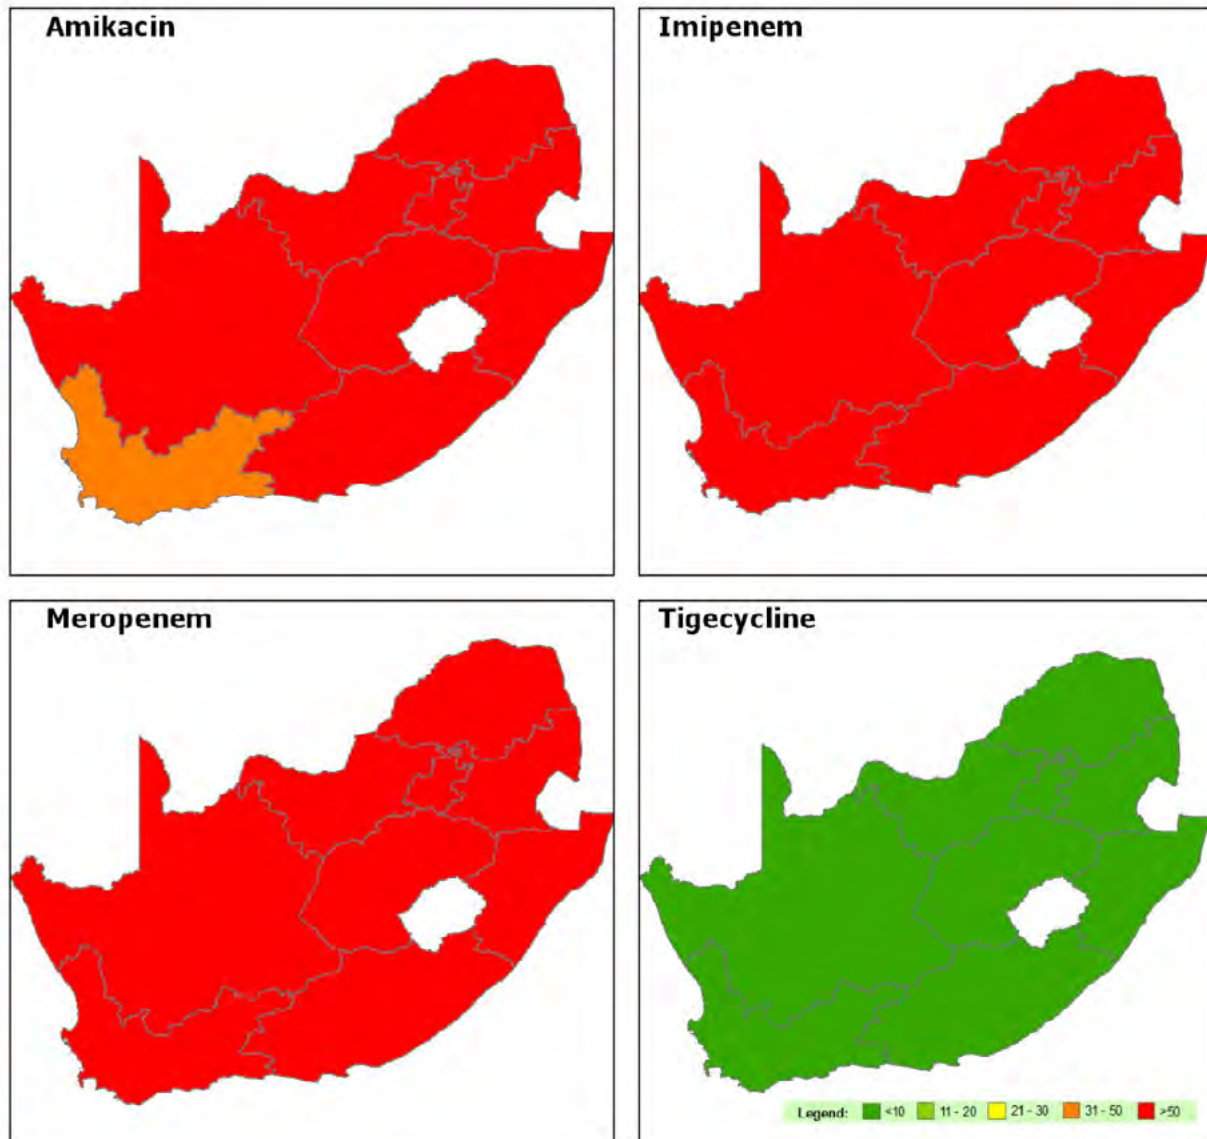 Amikacin
Imipenem
Meropenem
Tigecycline
Legend: <10 11 - 20 21 - 30 31 - 50 >50